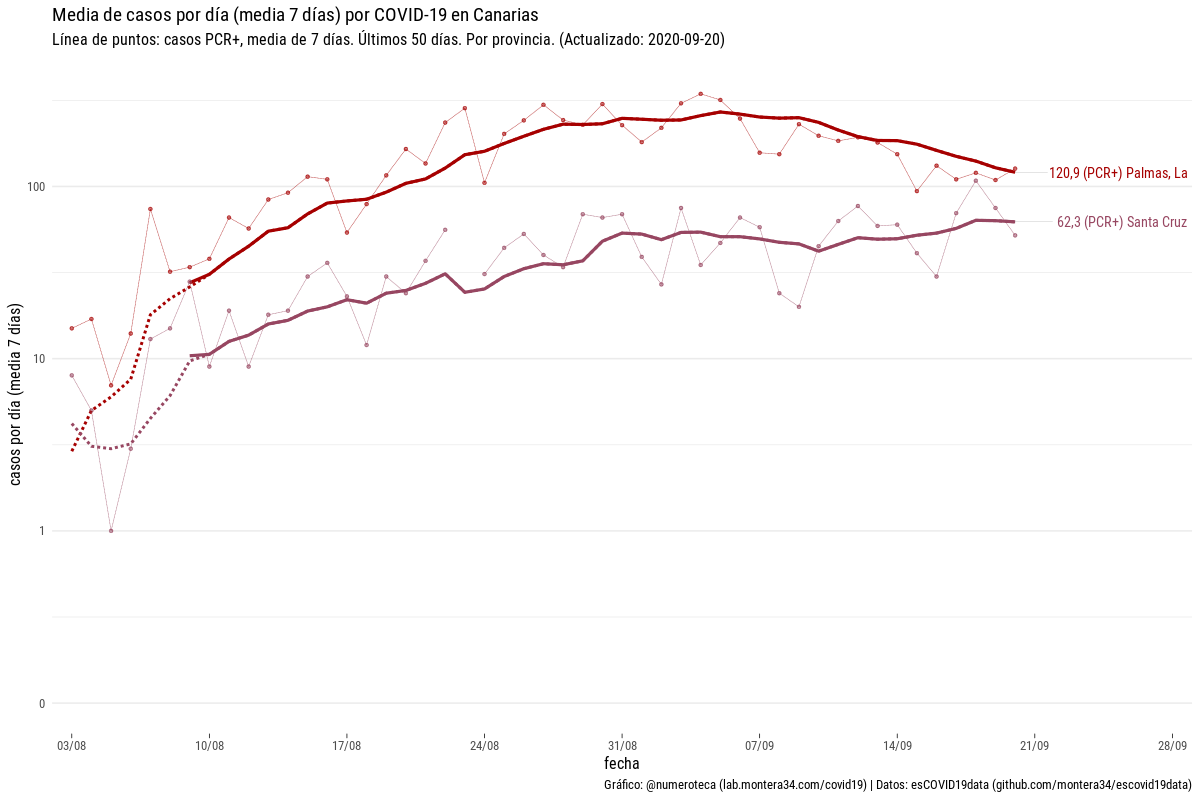 Media de casos por día (media 7 días) por COVID-19 en Canarias
Línea de puntos: casos PCR+, media de 7 días. Últimos 50 días. Por provincia. (Actualizado: 2020-09-20)
casos por día (media 7 días)
100
10
1
0
120,9 (PCR+) Palmas, La
62,3 (PCR+) Santa Cruz
03/08 10/08 17/08 24/08 31/08 07/09 14/09 21/09 28/09
fecha
Gráfico: @numeroteca (lab.montera34.com/covid19) | Datos: esCOVID19data (github.com/montera34/escovid19data)